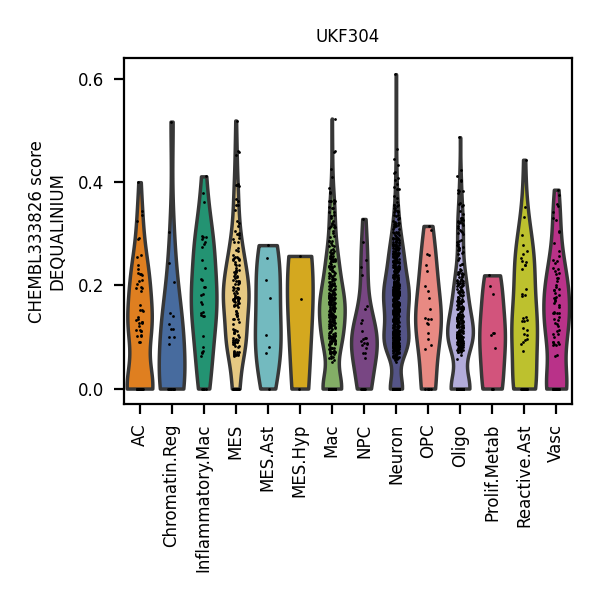 UKF304
CHEMBL333826 score
DEQUALINIUM
0.6
0.4
0.2
0.0
AC
Chromatin.Reg
Inflammatory.Mac
MES
MES.Ast
MES.Hyp
Mac
NPC
Neuron
OPC
Oligo
Prolif.Metab
Reactive.Ast
Vasc